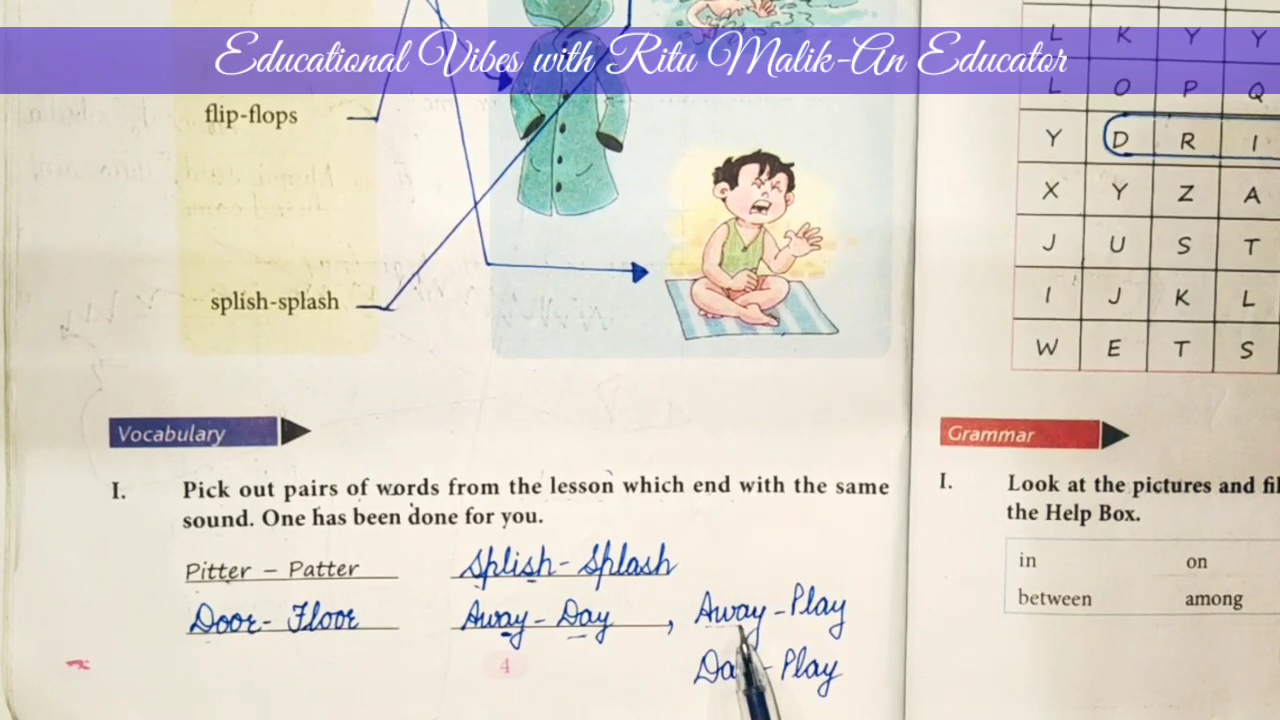 Educational Vibes with Ritu Malik-An Educator
flip-flops
splish-splash
L K Y Y
L O P Q
Y D R I
X Y Z A
J U S T
I J K L
W E T S
Vocabulary
I. Pick out pairs of words from the lesson which end with the same
sound. One has been done for you.
Pitter – Patter Splish - Splash
Door - Floor Away - Day , Away - Play
Play
4
Grammar
I. Look at the pictures and
the Help Box.
in on
between among